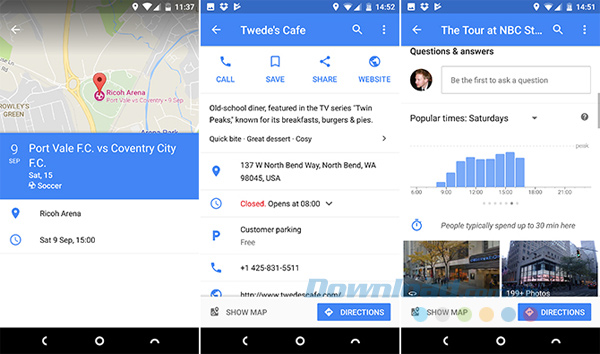 11:37
Ricoh Arena
Port Vale FC vs Coventry City • 9 Sep
ROWLEY'S
GREEN
Arena Park
9
SEP
Port Vale F.C. vs Coventry City
F.C.
Sat, 15
Soccer
Ricoh Arena
Sat 9 Sep, 15:00
14:52
Twede's Cafe
CALL
SAVE
SHARE
WEBSITE
Old-school diner, featured in the TV series "Twin
Peaks," known for its breakfasts, burgers & pies.
Quick bite · Great dessert · Cosy
137 W North Bend Way, North Bend, WA
98045, USA
Closed. Opens at 08:00
P
Customer parking
Free
+1 425-831-5511
http://www.twedescafe.com/
SHOW MAP
DIRECTIONS
14:51
The Tour at NBC St...
Questions & answers
Be the first to ask a question
Popular times: Saturdays
peak
6:00
9:00
12:00
15:00
18:00
21:00
People typically spend up to 30 min here
199+ Photos
SHOW MAP
DIRECTIONS